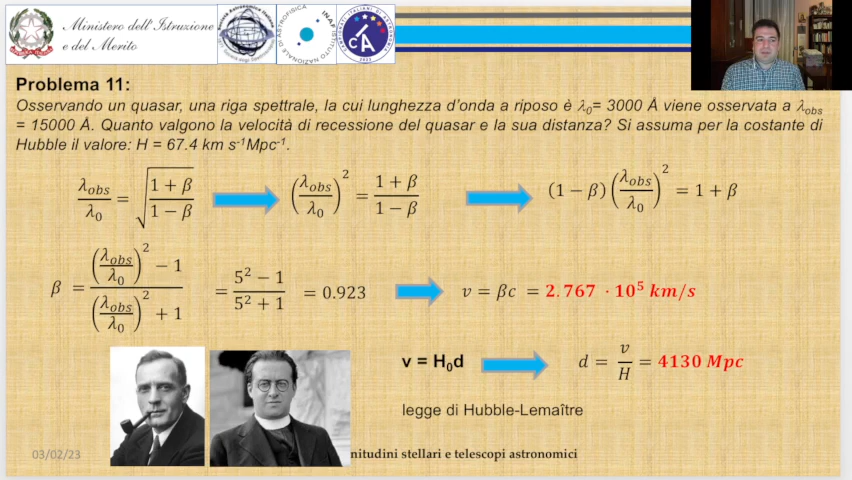 Ministero dell'Istruzione
e del Merito
INAF
Problema 11:
Osservando un quasar, una riga spettrale, la cui lunghezza d'onda a riposo è λ₀= 3000 Å viene osservata a λobs
= 15000 Å. Quanto valgono la velocità di recessione del quasar e la sua distanza? Si assuma per la costante di
Hubble il valore: H = 67.4 km s⁻¹Mpc⁻¹.
λobs/λ₀ = √((1 + β)/(1 − β)) (λobs/λ₀)² = (1 + β)/(1 − β) (1 − β)(λobs/λ₀)² = 1 + β
β = ((λobs/λ₀)² − 1)/((λobs/λ₀)² + 1) = (5² − 1)/(5² + 1) = 0.923 v = βc = 2.767 · 10⁵ km/s
v = H₀d d = v/H = 4130 Mpc
legge di Hubble-Lemaître
03/02/23 nitudini stellari e telescopi astronomici